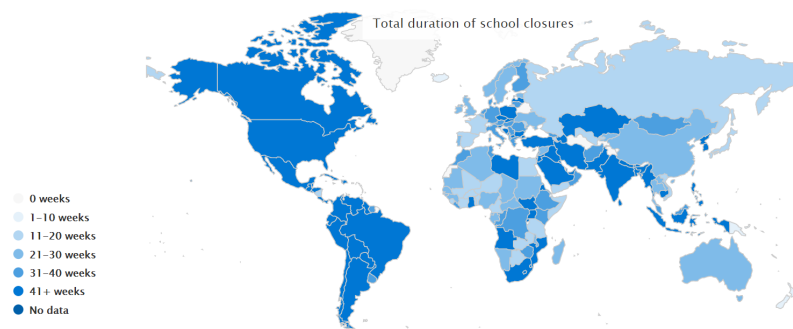 Total duration of school closures
0 weeks
1–10 weeks
11–20 weeks
21–30 weeks
31–40 weeks
41+ weeks
No data